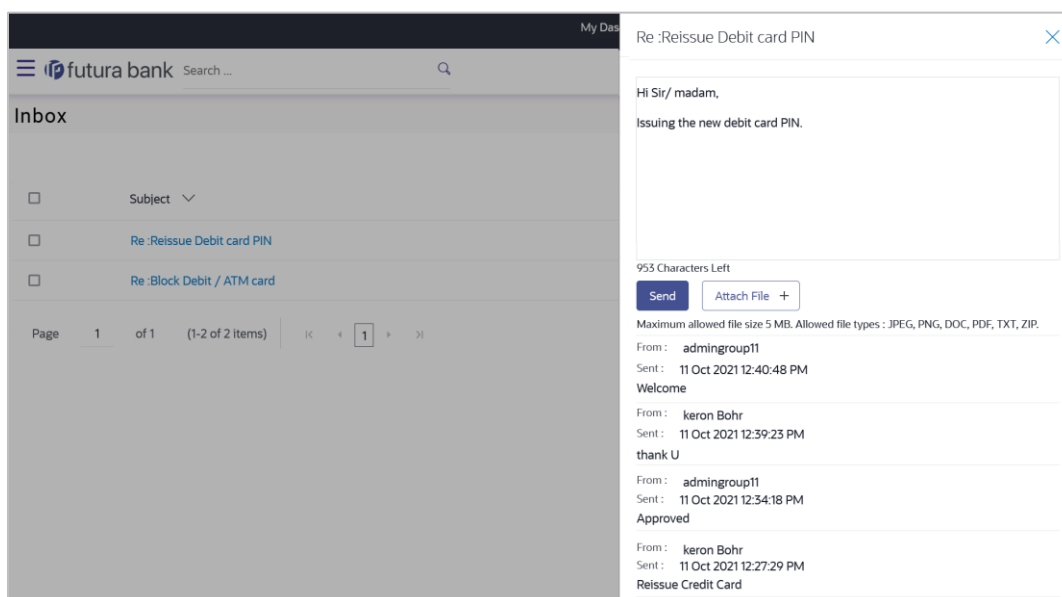 My Das
futura bank Search ...
Inbox
Subject
Re :Reissue Debit card PIN
Re :Block Debit / ATM card
Page 1 of 1 (1-2 of 2 items) 1
Re :Reissue Debit card PIN
Hi Sir/ madam,
Issuing the new debit card PIN.
953 Characters Left
Send Attach File +
Maximum allowed file size 5 MB. Allowed file types : JPEG, PNG, DOC, PDF, TXT, ZIP.
From : admingroup11
Sent : 11 Oct 2021 12:40:48 PM
Welcome
From : keron Bohr
Sent : 11 Oct 2021 12:39:23 PM
thank U
From : admingroup11
Sent : 11 Oct 2021 12:34:18 PM
Approved
From : keron Bohr
Sent : 11 Oct 2021 12:27:29 PM
Reissue Credit Card